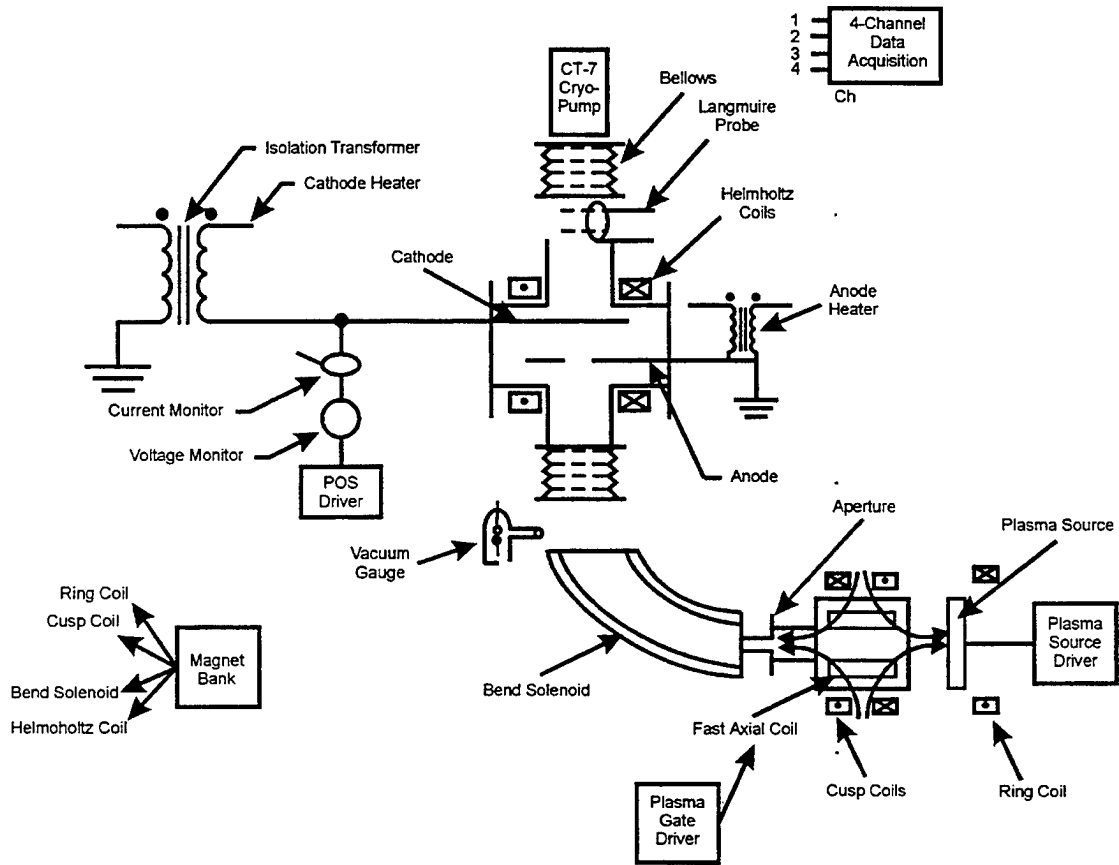 1
2
3
4
4-Channel
Data
Acquisition
Ch
CT-7
Cryo-
Pump
Bellows
Langmuire
Probe
Isolation Transformer
Cathode Heater
Helmholtz
Coils
Cathode
Anode
Heater
Current Monitor
Voltage Monitor
POS
Driver
Anode
Vacuum
Gauge
Aperture
Plasma Source
Ring Coil
Cusp Coil
Bend Solenoid
Helmoholtz Coil
Magnet
Bank
Bend Solenoid
Plasma
Source
Driver
Fast Axial Coil
Cusp Coils
Ring Coil
Plasma
Gate
Driver